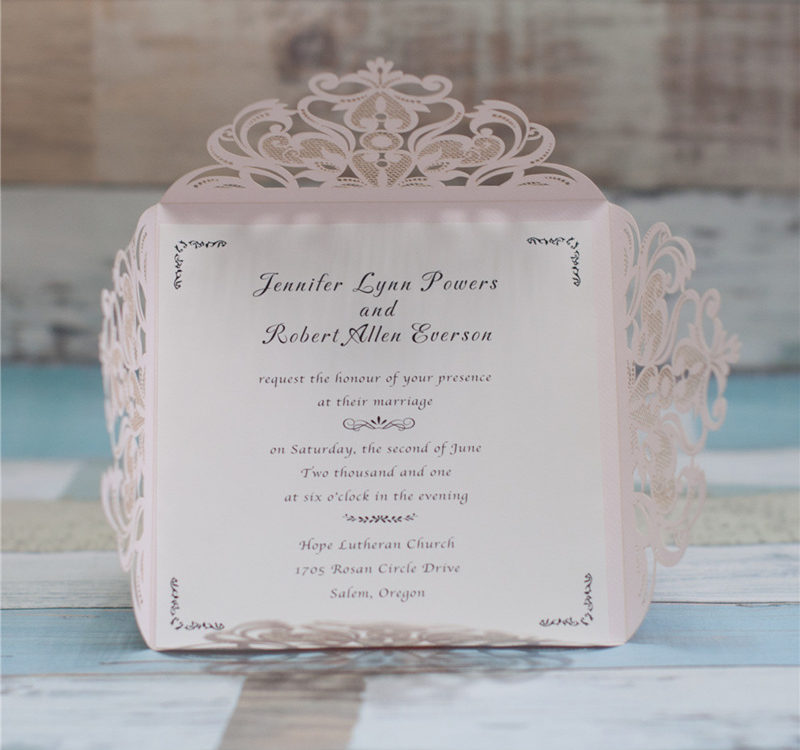 Jennifer Lynn Powers
and
Robert Allen Everson
request the honour of your presence
at their marriage
on Saturday, the second of June
Two thousand and one
at six o'clock in the evening
Hope Lutheran Church
1705 Rosan Circle Drive
Salem, Oregon